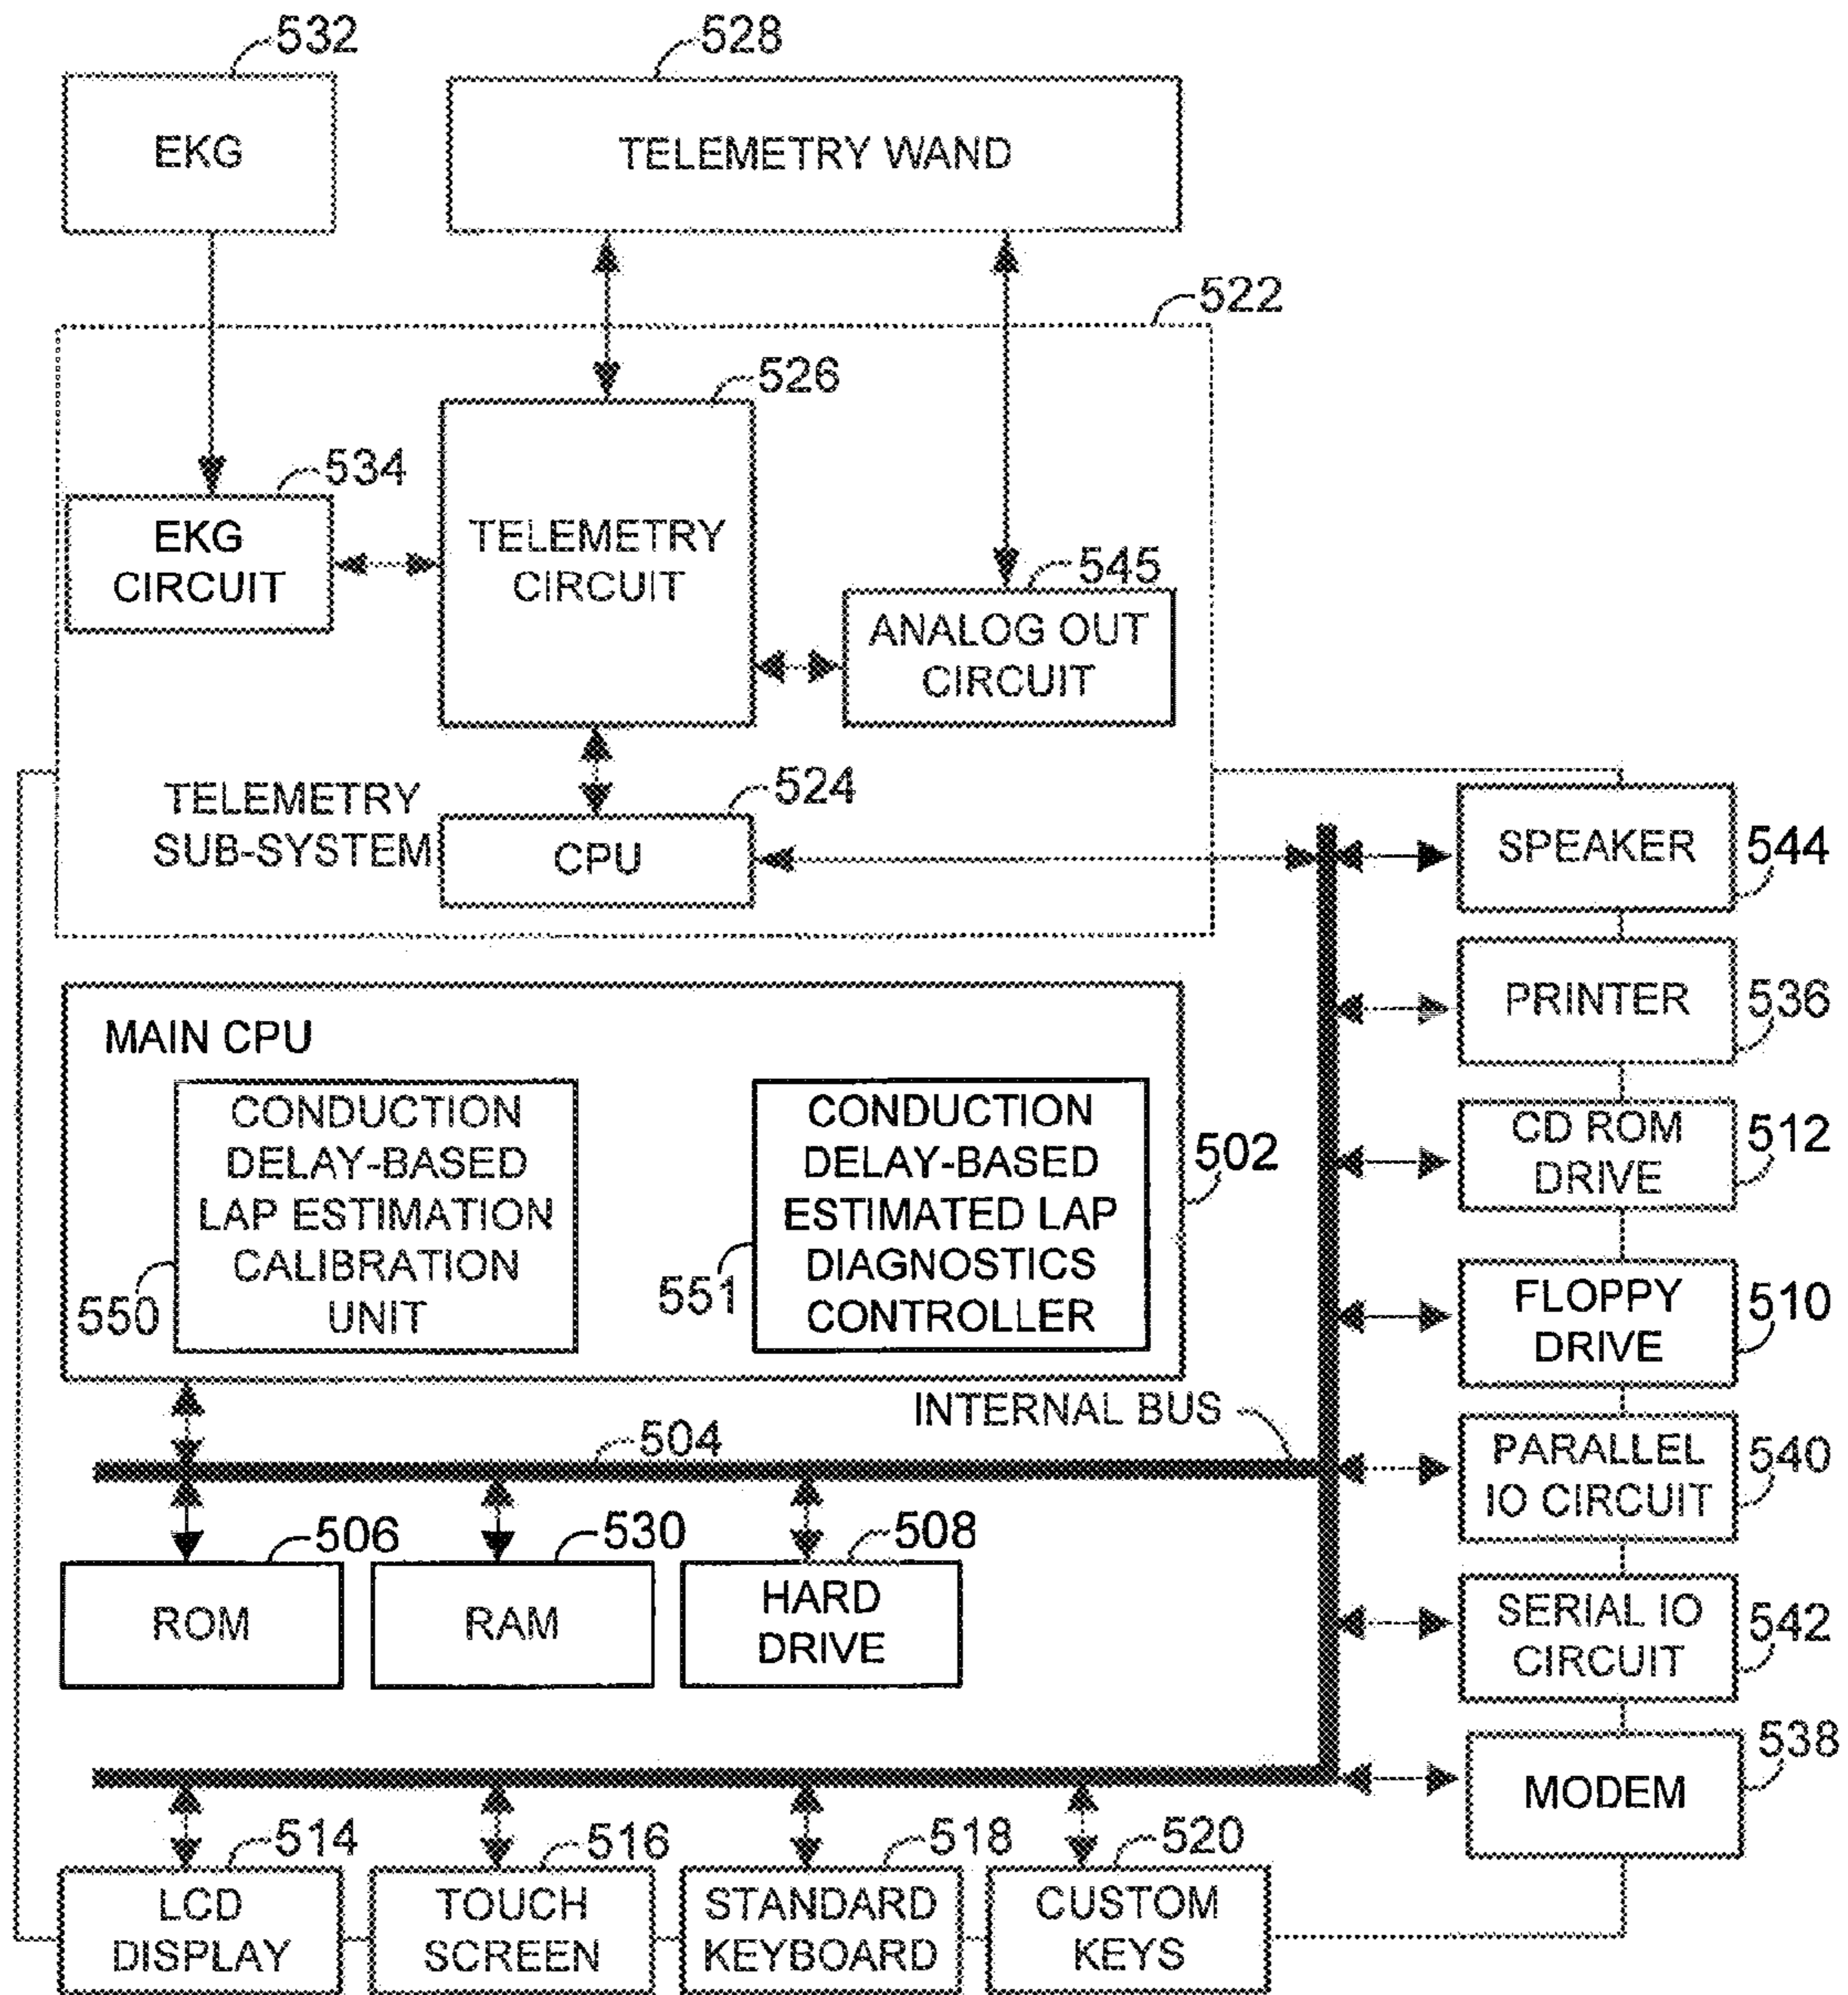 532
EKG
528
TELEMETRY WAND
522
526
TELEMETRY
CIRCUIT
534
EKG
CIRCUIT
545
ANALOG OUT
CIRCUIT
TELEMETRY
SUB-SYSTEM
524
CPU
SPEAKER
544
PRINTER
536
CD ROM
DRIVE
512
FLOPPY
DRIVE
510
PARALLEL
IO CIRCUIT
540
SERIAL IO
CIRCUIT
542
MODEM
538
MAIN CPU
502
CONDUCTION
DELAY-BASED
LAP ESTIMATION
CALIBRATION
UNIT
550
CONDUCTION
DELAY-BASED
ESTIMATED LAP
DIAGNOSTICS
CONTROLLER
551
INTERNAL BUS
504
506
ROM
530
RAM
508
HARD
DRIVE
514
LCD
DISPLAY
516
TOUCH
SCREEN
518
STANDARD
KEYBOARD
520
CUSTOM
KEYS